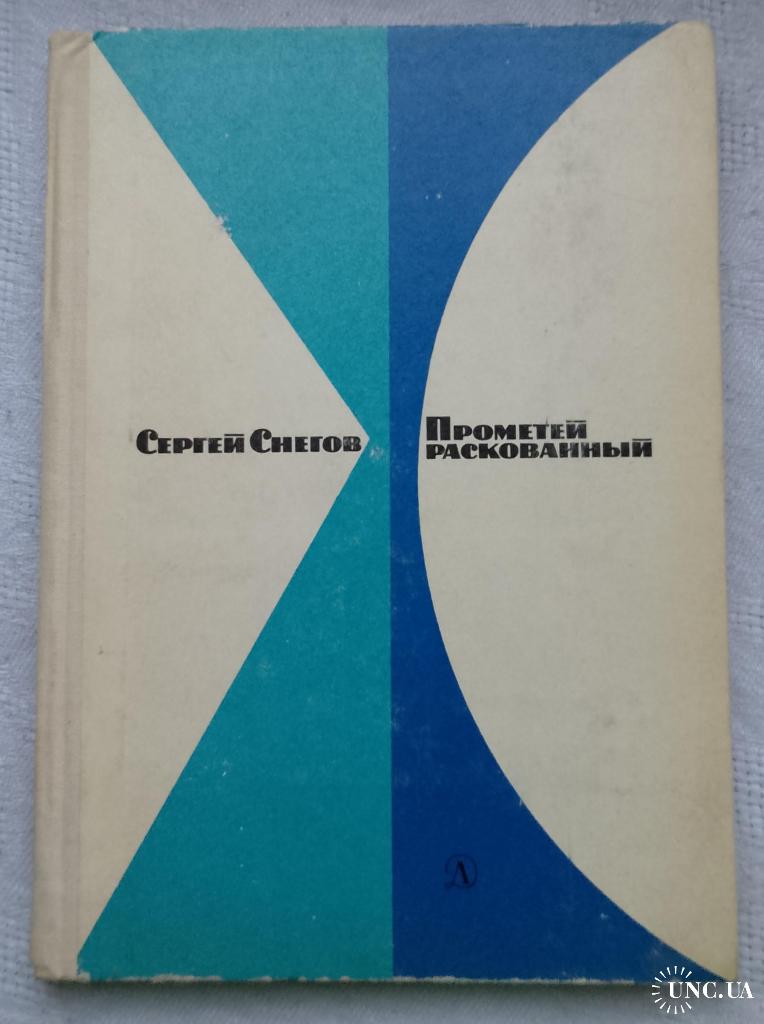 Сергей Снегов
Прометей
раскованный
Д
UNC.UA